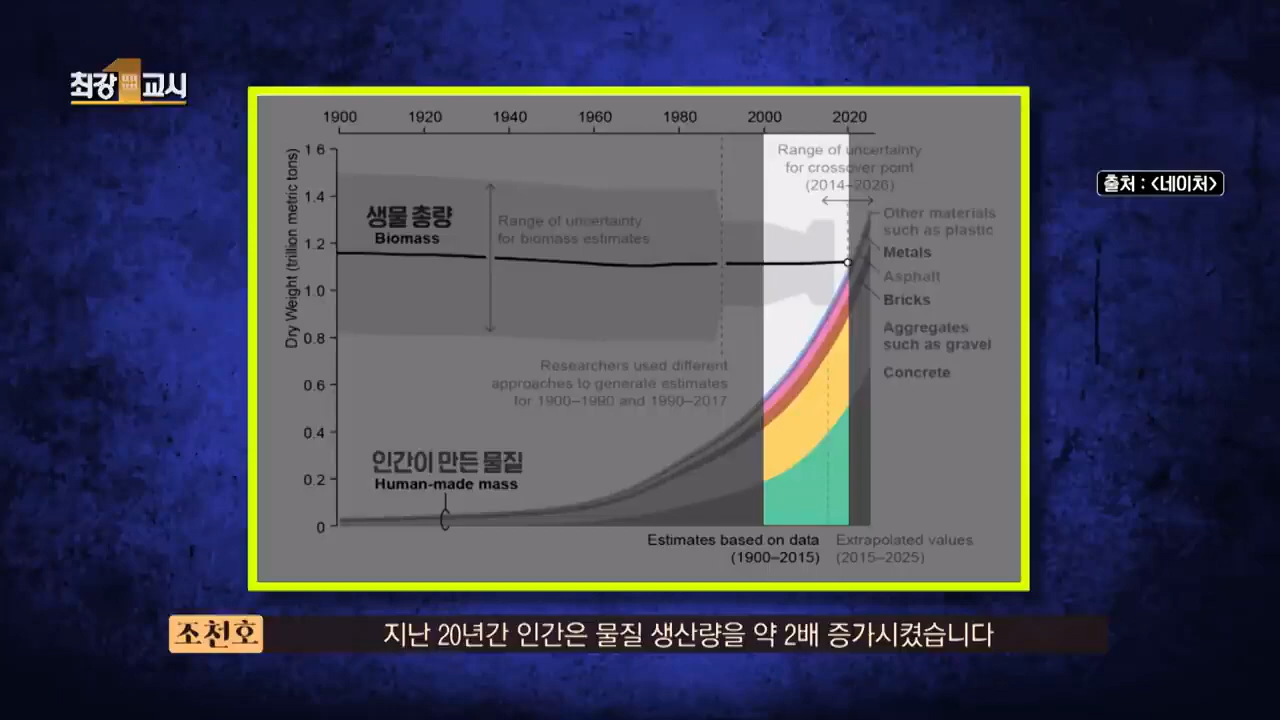 최강1교시
출처 : <네이처>
1900 1920 1940 1960 1980 2000 2020
Dry Weight (trillion metric tons)
1 6
1.4
1.2
1.0
0.8
0.6
0.4
0.2
0
Range of uncertainty
for crossover point
(2014–2026)
생물 총량
Biomass
Range of uncertainty
for biomass estimates
Other materials
such as plastic
Metals
Asphalt
Bricks
Aggregates
such as gravel
Concrete
Researchers used different
approaches to generate estimates
for 1900–1990 and 1990–2017
인간이 만든 물질
Human-made mass
Estimates based on data
(1900–2015)
Extrapolated values
(2015–2025)
조천호
지난 20년간 인간은 물질 생산량을 약 2배 증가시켰습니다